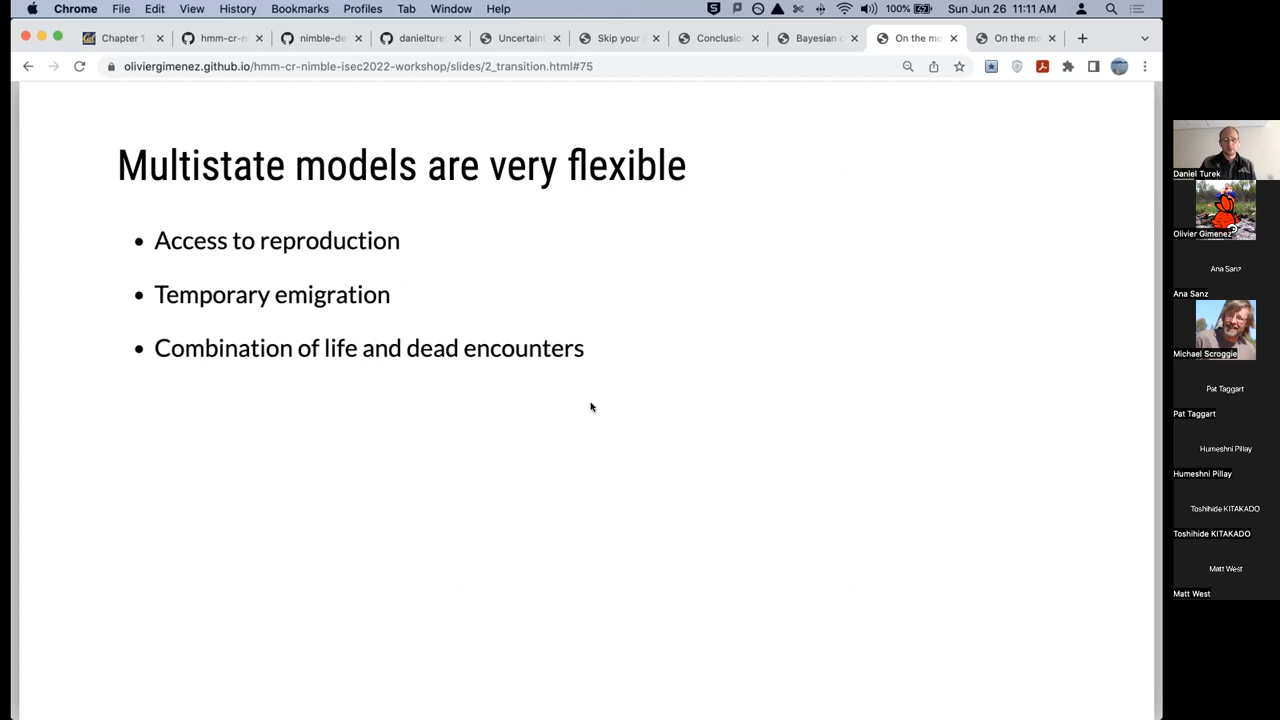 Chrome File Edit View History Bookmarks Profiles Tab Window Help 100% Sun Jun 26 11:11 AM
Chapter 1 hmm-cr-n nimble-de danielture Uncertain Skip your Conclusion Bayesian On the mo On the mo
oliviergimenez.github.io/hmm-cr-nimble-isec2022-workshop/slides/2_transition.html#75
Multistate models are very flexible
• Access to reproduction
• Temporary emigration
• Combination of life and dead encounters
Daniel Turek
Olivier Gimenez
Ana Sanz
Ana Sanz
Michael Scroggie
Pat Taggart
Pat Taggart
Humeshni Pillay
Humeshni Pillay
Toshihide KITAKADO
Toshihide KITAKADO
Matt West
Matt West